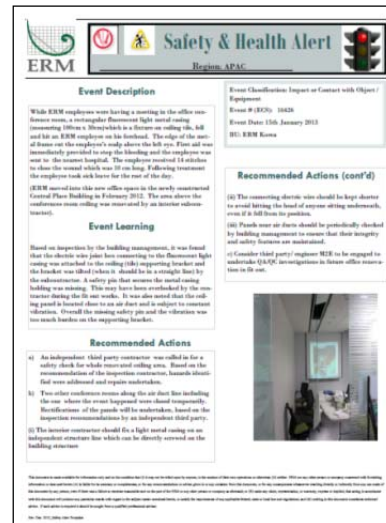 ERM
Safety & Health Alert
Region: APAC
Event Description
While ERM employees were having a meeting in the office con-
ference room, a rectangular fluorescent light metal casing
(measuring 100cm x 30cm)which is a fixture on ceiling tile, fell
and hit an ERM employee on his forehead. The edge of the met-
al frame cut the employee's scalp above the left eye. First aid was
immediately provided to stop the bleeding and the employee was
sent to the nearest hospital. The employee received 14 stitches
to close the wound which was 10 cm long. Following treatment
the employee took sick leave for the rest of the day.
(ERM moved into this new office space in the newly constructed
Central Place Building in February 2012. The area above the
conference room ceiling was renovated by an interior subcon-
tractor).
Event Learning
Based on inspection by the building management, it was found
that the electric wire joint box connecting to the fluorescent light
casing was attached to the ceiling (tile) supporting bracket and
the bracket was tilted (when it should be in a straight line) by
the subcontractor. A safety pin that secures the metal casing
holding was missing. This may have been overlooked by the con-
tractor during the fit out works. It was also noted that the ceil-
ing panel is located close to an air duct and is subject to constant
vibration. Overall the missing safety pin and the vibration was
too much burden on the supporting bracket.
Recommended Actions
a) An independent third party contractor was called in for a
safety check for whole renovated ceiling area. Based on the
recommendation of the inspection contractor, hazards identi-
fied were addressed and repairs undertaken.
b) Two other conference rooms along the air duct line including
the one where the event happened were closed temporarily.
Rectifications of the panels will be undertaken, based on the
inspection recommendations by an independent third party.
(i) The interior contractor should fix a light metal casing on an
independent structure line which can be directly screwed on the
building structure
Event Classification: Impact or Contact with Object /
Equipment
Event # (ECS): 16426
Event Date: 15th January 2013
BU: ERM Korea
Recommended Actions (cont'd)
(ii) The connecting electric wire should be kept shorter
to avoid hitting the head of anyone sitting underneath,
even if it fell from its position.
(iii) Panels near air ducts should be periodically checked
by building management to ensure that their integrity
and safety features are maintained.
c) Consider third party/ engineer M&E to be engaged to
undertake QA/QC investigations in future office renova-
tion in fit out.